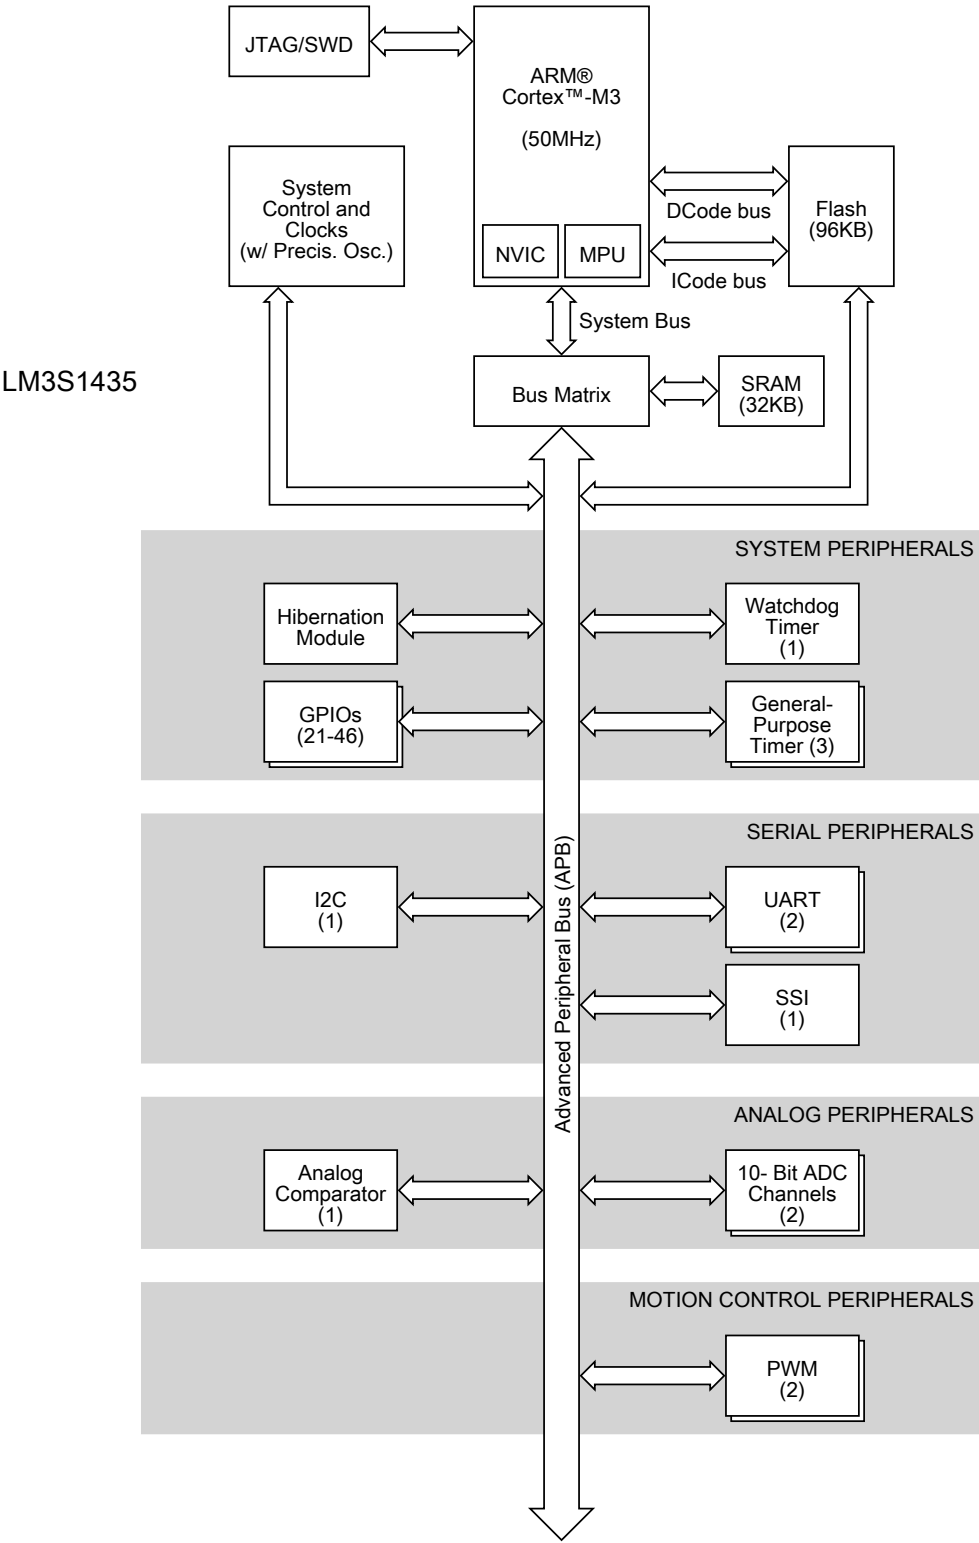 JTAG/SWD
ARM®
Cortex™-M3
(50MHz)
NVIC
MPU
System
Control and
Clocks
(w/ Precis. Osc.)
DCode bus
ICode bus
Flash
(96KB)
System Bus
LM3S1435
Bus Matrix
SRAM
(32KB)
SYSTEM PERIPHERALS
Hibernation
Module
Watchdog
Timer
(1)
GPIOs
(21-46)
General-
Purpose
Timer (3)
Advanced Peripheral Bus (APB)
SERIAL PERIPHERALS
I2C
(1)
UART
(2)
SSI
(1)
ANALOG PERIPHERALS
Analog
Comparator
(1)
10- Bit ADC
Channels
(2)
MOTION CONTROL PERIPHERALS
PWM
(2)